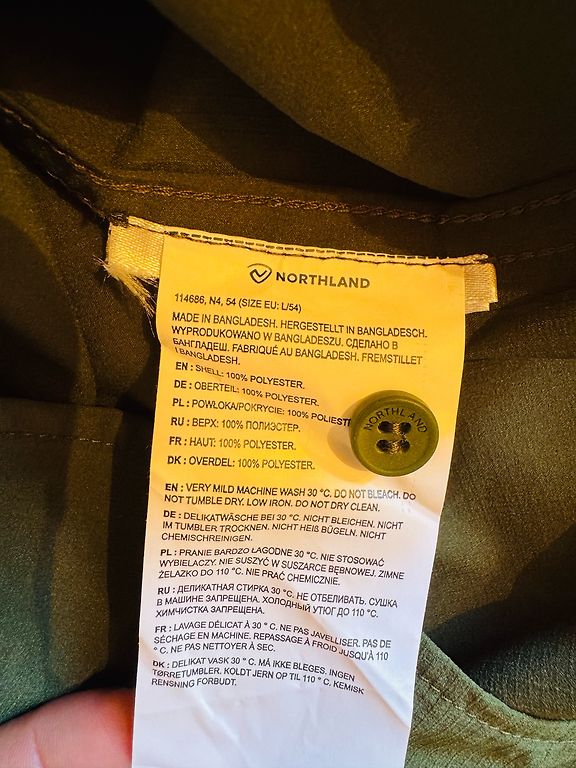 NORTHLAND
114686, N4, 54 (SIZE EU: L/54)
MADE IN BANGLADESH. HERGESTELLT IN BANGLADESCH.
WYPRODUKOWANO W BANGLADESZU. СДЕЛАНО В
БАНГЛАДЕШ. FABRIQUÉ AU BANGLADESH. FREMSTILLET
I BANGLADESH.
EN : SHELL: 100% POLYESTER.
DE : OBERTEIL: 100% POLYESTER.
PL : POWŁOKA/POKRYCIE: 100% POLIEST
RU : ВЕРХ: 100% ПОЛИЭСТЕР.
FR : HAUT: 100% POLYESTER.
DK : OVERDEL: 100% POLYESTER.
NORTHLAND
EN : VERY MILD MACHINE WASH 30 °C. DO NOT BLEACH. DO
NOT TUMBLE DRY. LOW IRON. DO NOT DRY CLEAN.
DE : DELIKATWÄSCHE BEI 30 °C. NICHT BLEICHEN. NICHT
IM TUMBLER TROCKNEN. NICHT HEIß BÜGELN. NICHT
CHEMISCHREINIGEN.
PL : PRANIE BARDZO ŁAGODNE 30 °C. NIE STOSOWAĆ
WYBIELACZY. NIE SUSZYĆ W SUSZARCE BĘBNOWEJ. ZIMNE
ŻELAZKO DO 110 °C. NIE PRAĆ CHEMICZNIE.
RU : ДЕЛИКАТНАЯ СТИРКА 30 °C. НЕ ОТБЕЛИВАТЬ. СУШКА
В МАШИНЕ ЗАПРЕЩЕНА. ХОЛОДНЫЙ УТЮГ ДО 110 °C.
ХИМЧИСТКА ЗАПРЕЩЕНА.
FR : LAVAGE DÉLICAT À 30 ° C. NE PAS JAVELLISER. PAS DE
SÉCHAGE EN MACHINE. REPASSAGE À FROID JUSQU'À 110
° C. NE PAS NETTOYER À SEC.
DK : DELIKAT VASK 30 ° C. MÅ IKKE BLEGES. INGEN
TØRRETUMBLER. KOLDT JERN OP TIL 110 ° C. KEMISK
RENSNING FORBUDT.